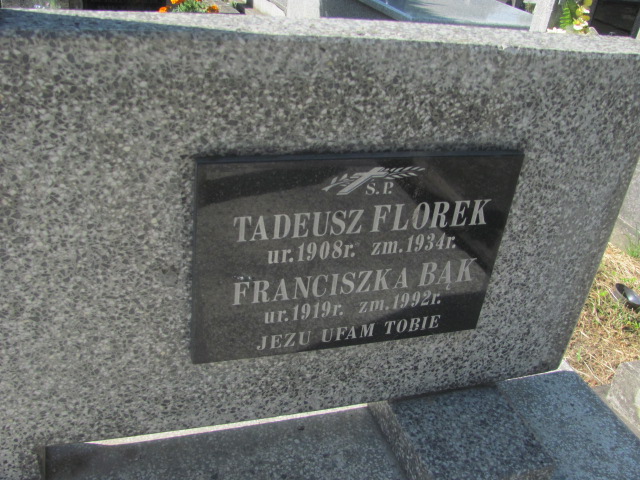 S.P.
TADEUSZ FLOREK
ur.1908r. zm.1934r.
FRANCISZKA BĄK
ur.1919r. zm.1992r.
JEZU UFAM TOBIE